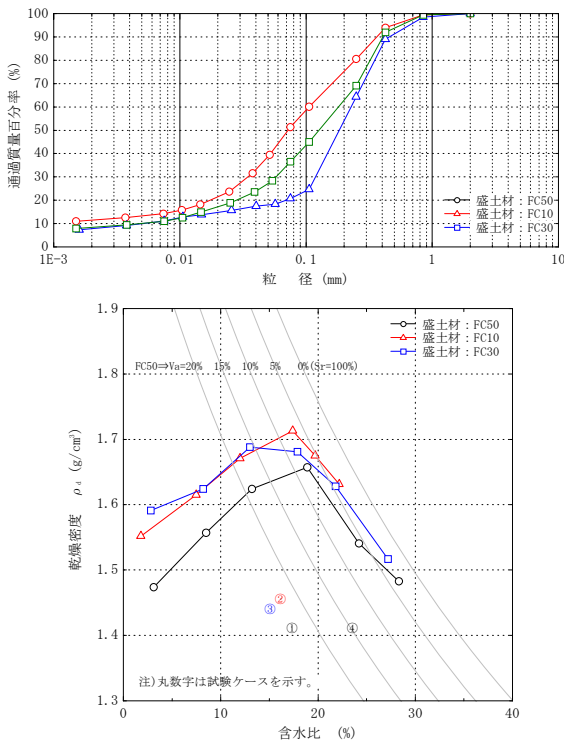 100
90
80
70
60
50
40
30
20
10
0
通過質量百分率 (%)
盛土材：FC50
盛土材：FC10
盛土材：FC30
1E-3 0.01 0.1 1 10
粒 径 (mm)
1.9
1.8
1.7
1.6
1.5
1.4
1.3
乾燥密度 ρd (g/cm³)
盛土材：FC50
盛土材：FC10
盛土材：FC30
FC50⇒Va=20% 15% 10% 5% 0%(Sr=100%)
②
③
① ④
注)丸数字は試験ケースを示す。
0 10 20 30 40
含水比 (%)